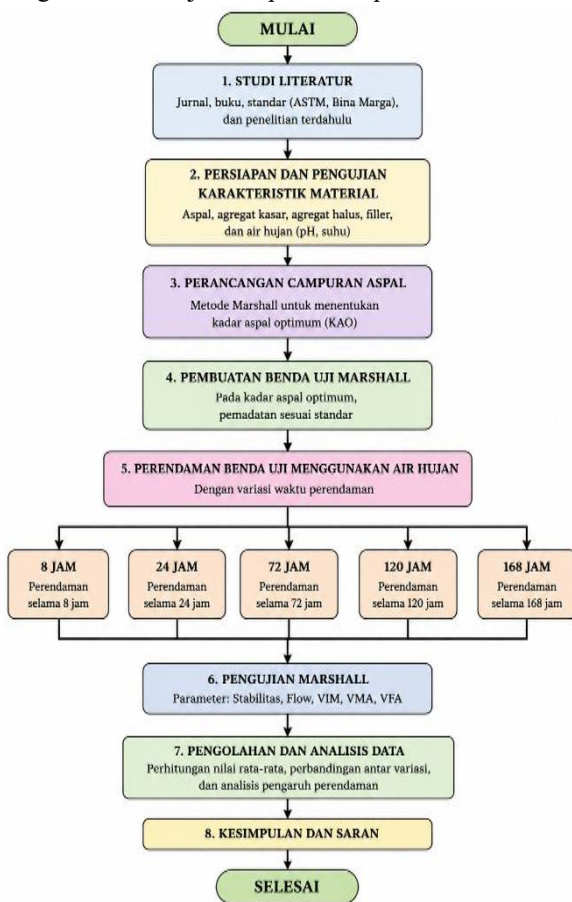 MULAI
1. STUDI LITERATUR
Jurnal, buku, standar (ASTM, Bina Marga),
dan penelitian terdahulu
2. PERSIAPAN DAN PENGUJIAN
KARAKTERISTIK MATERIAL
Aspal, agregat kasar, agregat halus, filler,
dan air hujan (pH, suhu)
3. PERANCANGAN CAMPURAN ASPAL
Metode Marshall untuk menentukan
kadar aspal optimum (KAO)
4. PEMBUATAN BENDA UJI MARSHALL
Pada kadar aspal optimum,
pemadatan sesuai standar
5. PERENDAMAN BENDA UJI MENGGUNAKAN AIR HUJAN
Dengan variasi waktu perendaman
8 JAM
Perendaman
selama 8 jam
24 JAM
Perendaman
selama 24 jam
72 JAM
Perendaman
selama 72 jam
120 JAM
Perendaman
selama 120 jam
168 JAM
Perendaman
selama 168 jam
6. PENGUJIAN MARSHALL
Parameter: Stabilitas, Flow, VIM, VMA, VFA
7. PENGOLAHAN DAN ANALISIS DATA
Perhitungan nilai rata-rata, perbandingan antar variasi,
dan analisis pengaruh perendaman
8. KESIMPULAN DAN SARAN
SELESAI